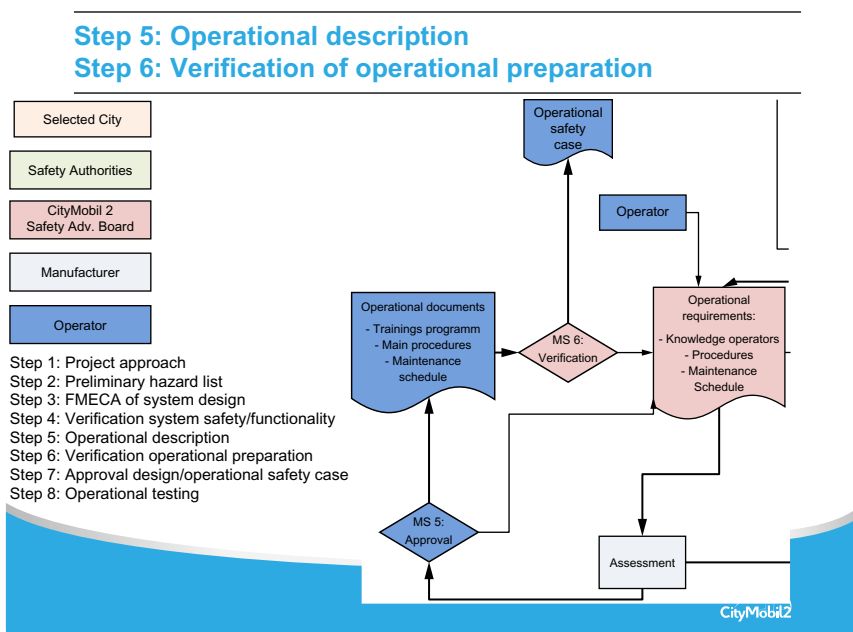 Step 5: Operational description
Step 6: Verification of operational preparation
Selected City
Safety Authorities
CityMobil 2
Safety Adv. Board
Manufacturer
Operator
Step 1: Project approach
Step 2: Preliminary hazard list
Step 3: FMECA of system design
Step 4: Verification system safety/functionality
Step 5: Operational description
Step 6: Verification operational preparation
Step 7: Approval design/operational safety case
Step 8: Operational testing
Operational
safety
case
Operator
Operational documents
- Trainings programm
- Main procedures
- Maintenance
schedule
MS 6:
Verification
Operational
requirements:
- Knowledge operators
- Procedures
- Maintenance
Schedule
MS 5:
Approval
Assessment
CityMobil2